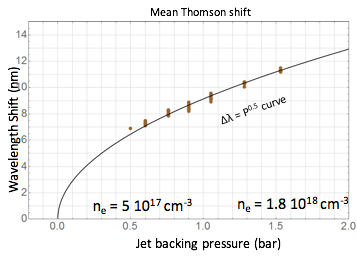 Mean Thomson shift
Wavelength Shift (nm)
14
12
10
8
6
4
2
0
Δλ = P^0.5 curve
n_e = 5 10^17 cm^-3
n_e = 1.8 10^18 cm^-3
0.0
0.5
1.0
1.5
2.0
Jet backing pressure (bar)